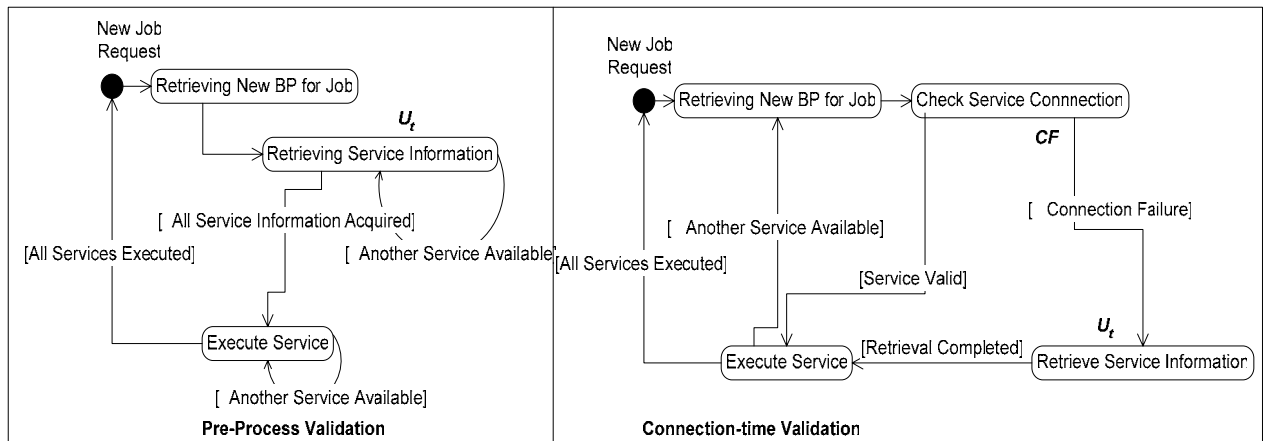 New Job
Request
Retrieving New BP for Job
Ut
Retrieving Service Information
[ All Service Information Acquired]
[All Services Executed]
[ Another Service Available]
Execute Service
[ Another Service Available]
Pre-Process Validation
New Job
Request
Retrieving New BP for Job
Check Service Connnection
CF
[ Connection Failure]
[ Another Service Available]
[All Services Executed]
[Service Valid]
Ut
[Retrieval Completed]
Execute Service
Retrieve Service Information
Connection-time Validation